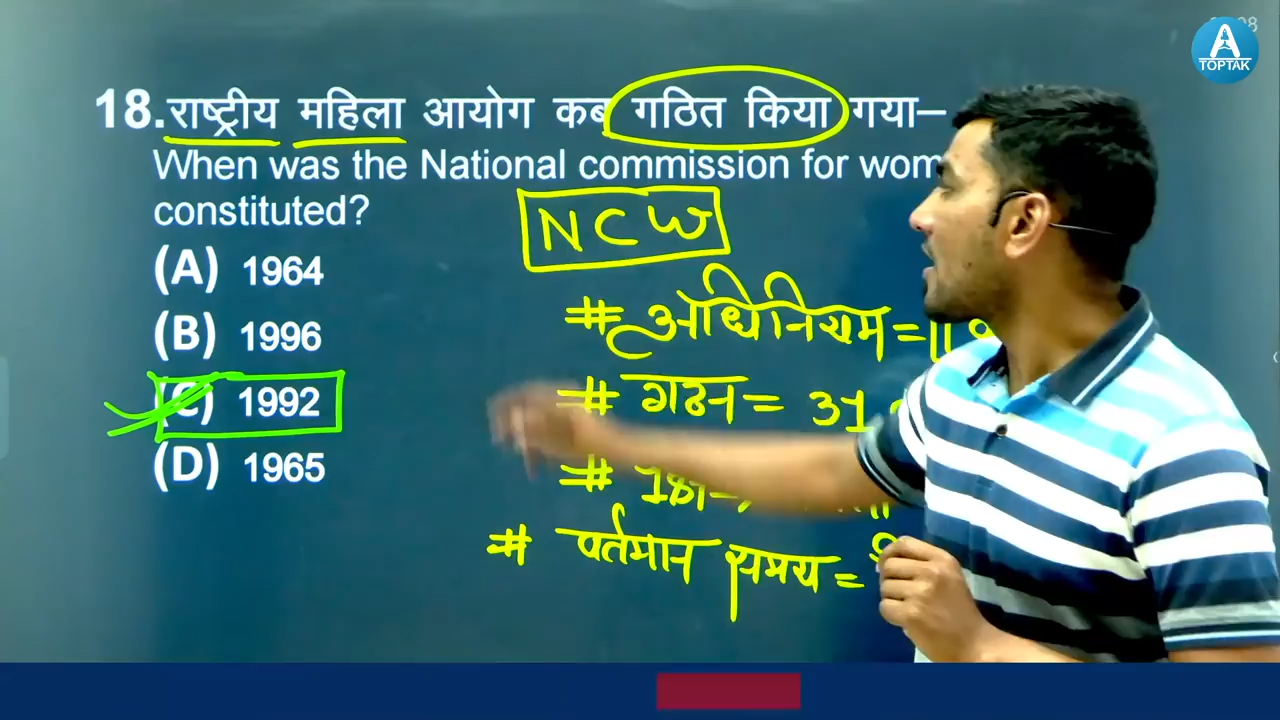 A
TOPTAK
18. राष्ट्रीय महिला आयोग कब गठित किया गया–
When was the National commission for wom
constituted?
NCW
(A) 1964
(B) 1996
(C) 1992
(D) 1965
# अधिनियम =
# गठन = 31
#
# वर्तमान समय =